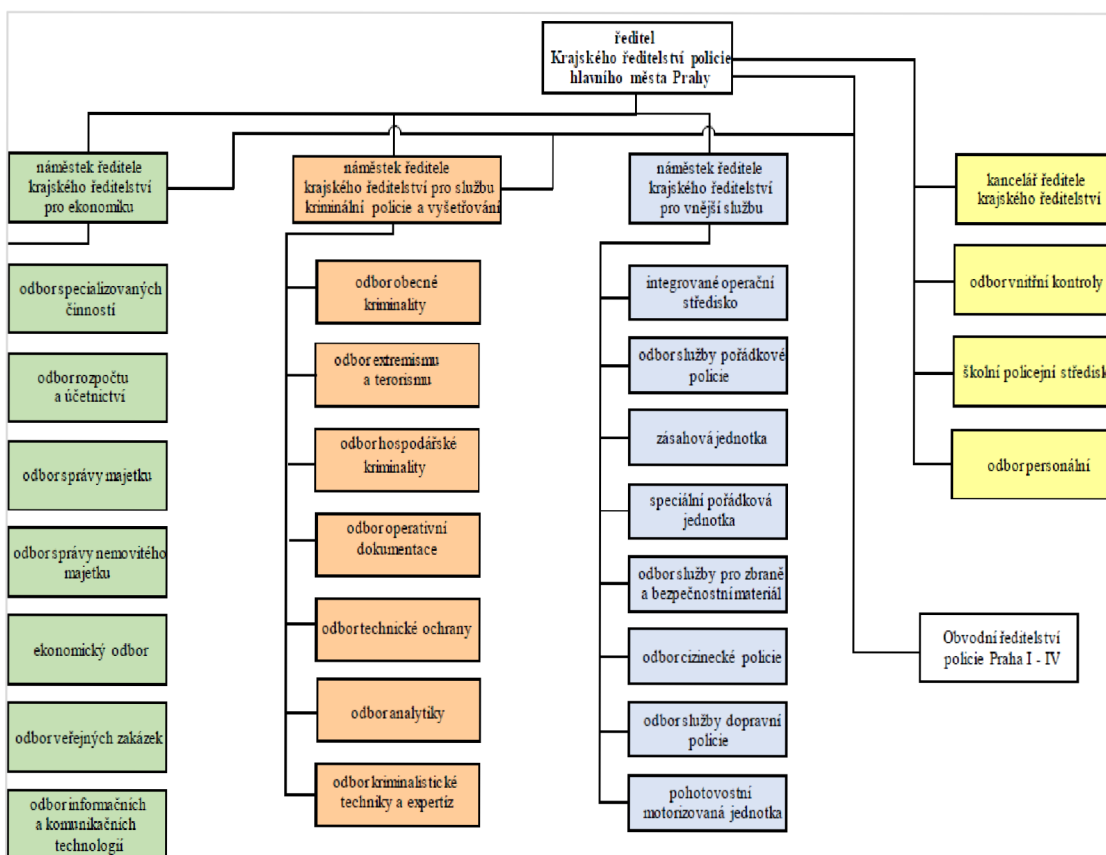 ředitel
Krajského ředitelství policie
hlavního města Prahy
náměstek ředitele
krajského ředitelství
pro ekonomiku
odbor specializovaných
činností
odbor rozpočtu
a účetnictví
odbor správy majetku
odbor správy nemovitého
majetku
ekonomický odbor
odbor veřejných zakázek
odbor informačních
a komunikačních
technologií
náměstek ředitele
krajského ředitelství pro službu
kriminální policie a vyšetřování
odbor obecné
kriminality
odbor extremismu
a terorismu
odbor hospodářské
kriminality
odbor operativní
dokumentace
odbor technické ochrany
odbor analytiky
odbor kriminalistické
techniky a expertíz
náměstek ředitele
krajského ředitelství
pro vnější službu
integrované operační
středisko
odbor služby pořádkové
policie
zásahová jednotka
speciální pořádková
jednotka
odbor služby pro zbraně
a bezpečnostní materiál
odbor cizinecké policie
odbor služby dopravní
policie
pohotovostní
motorizovaná jednotka
kancelář ředitele
krajského ředitelství
odbor vnitřní kontroly
školní policejní středisk
odbor personální
Obvodní ředitelství
policie Praha I - IV